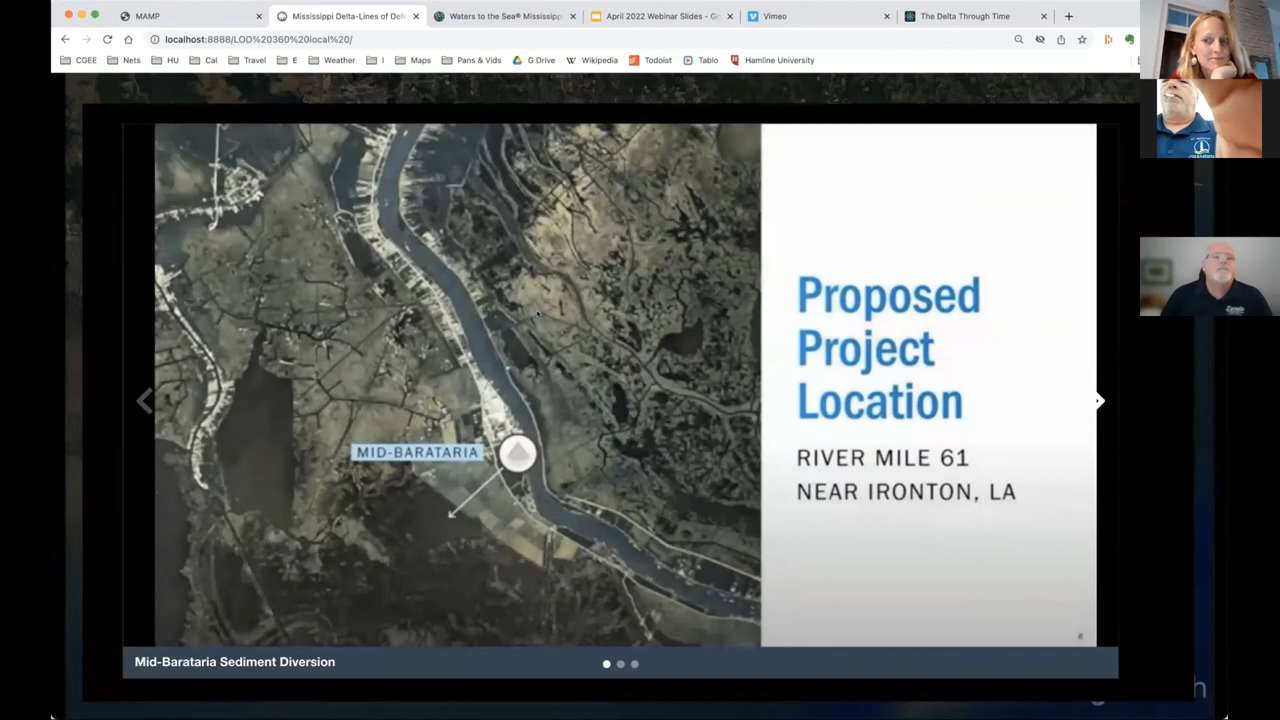 MAMP
Mississippi Delta-Lines of Def
Waters to the Sea® Mississipp
April 2022 Webinar Slides - Go
Vimeo
The Delta Through Time
localhost:8888/LOD%20360%20local%20/
CGEE
Nets
HU
Cal
Travel
E
Weather
I
Maps
Pans & Vids
G Drive
Wikipedia
Todoist
Tablo
Hamline University
Proposed
Project
Location
RIVER MILE 61
NEAR IRONTON, LA
MID-BARATARIA
8
Mid-Barataria Sediment Diversion